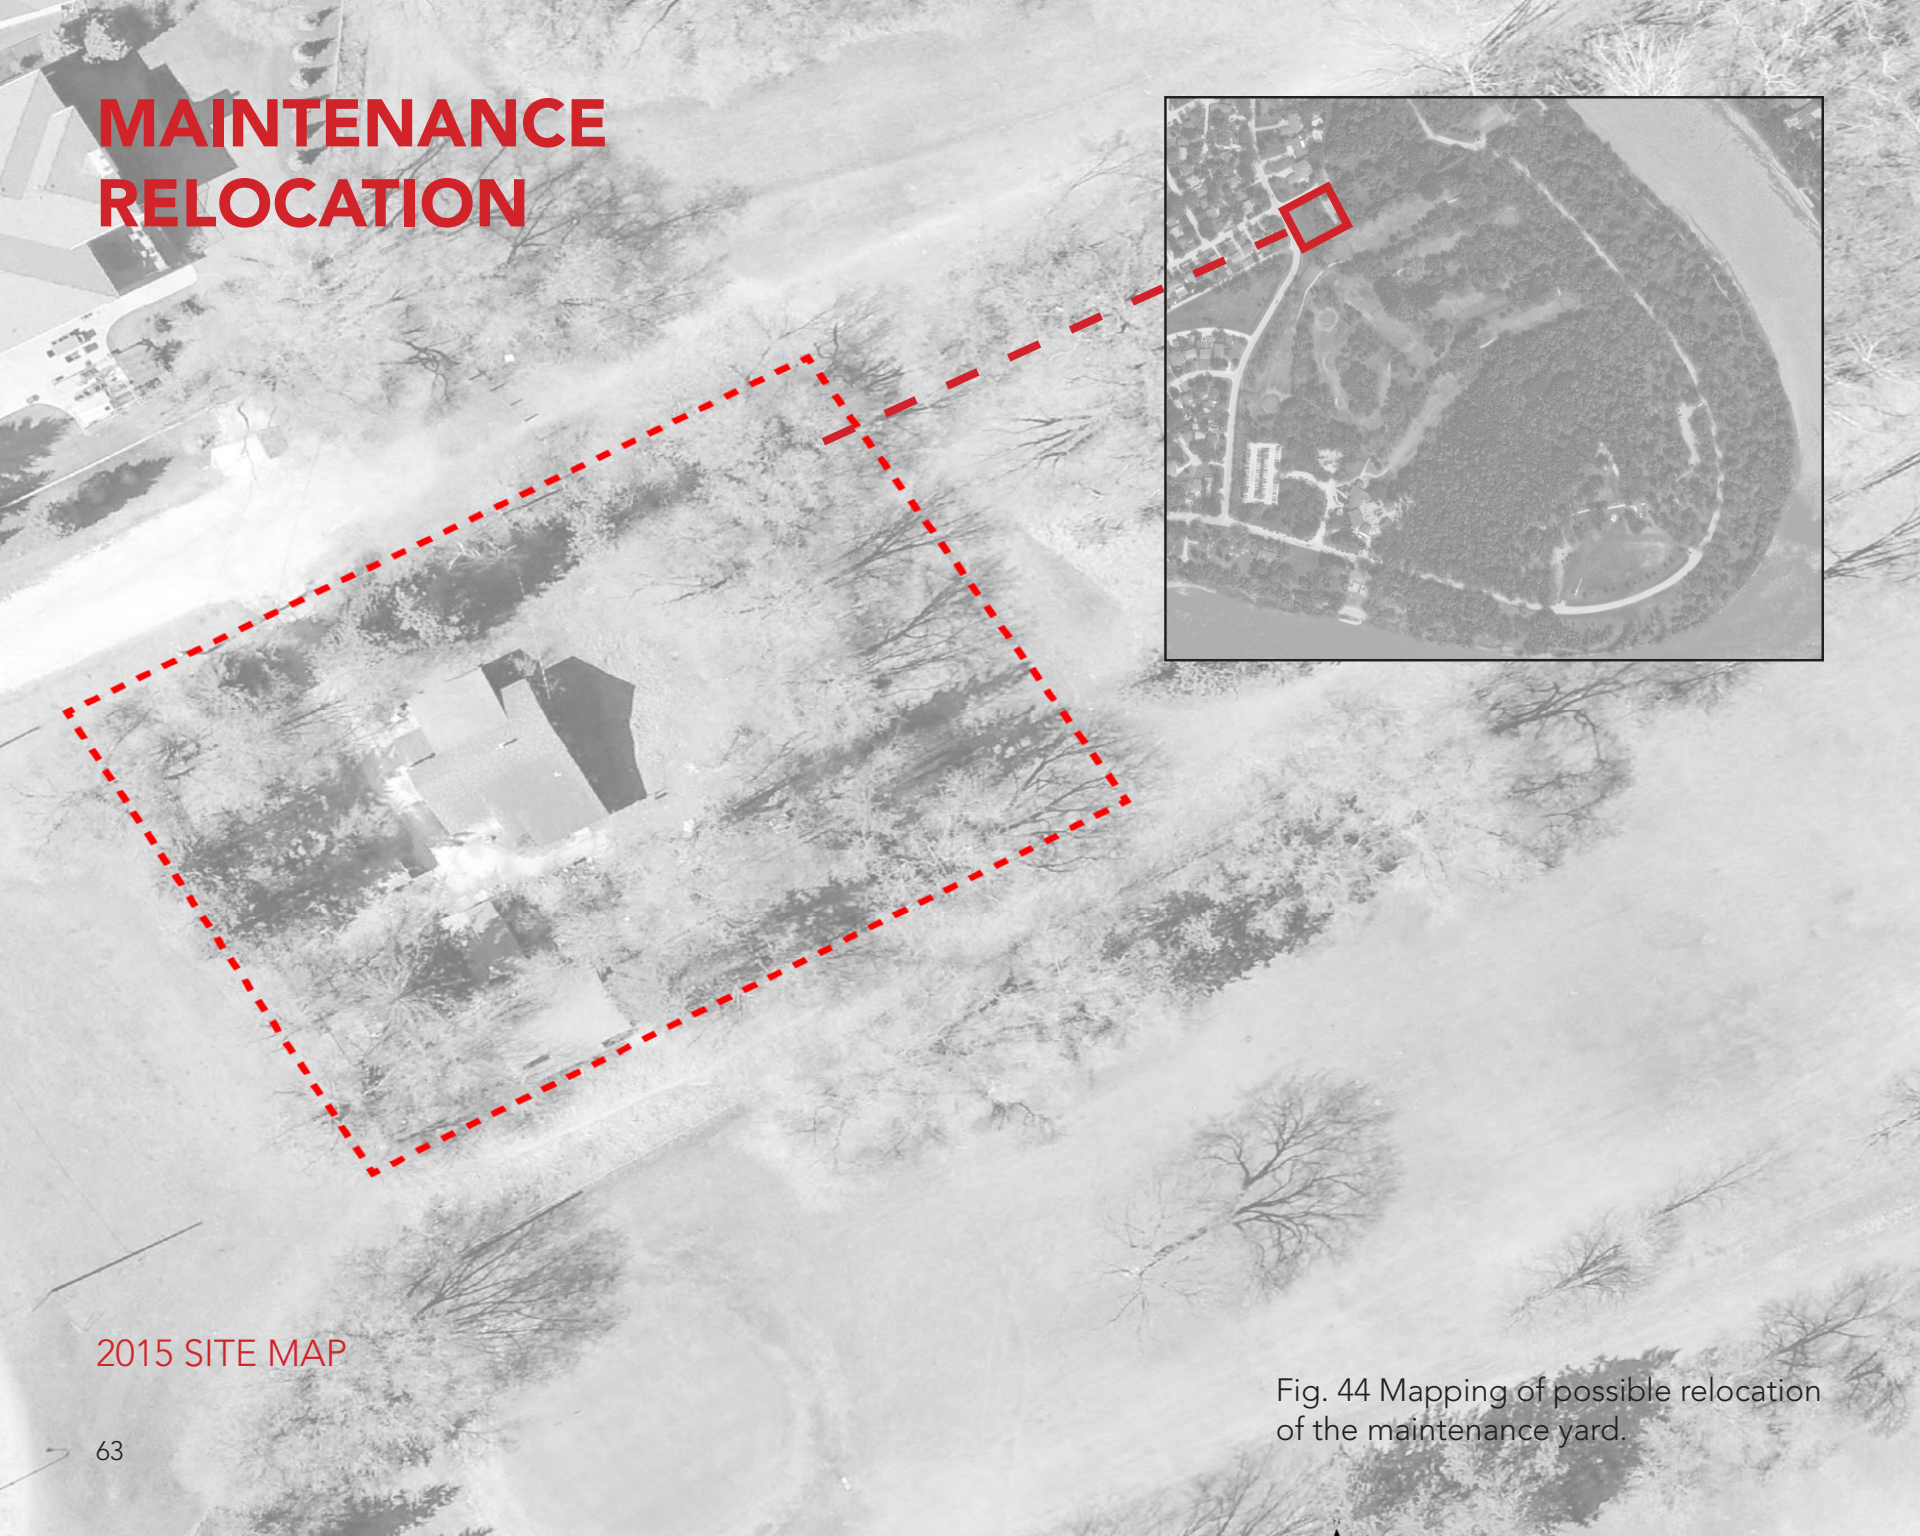 MAINTENANCE
RELOCATION
2015 SITE MAP
Fig. 44 Mapping of possible relocation
of the maintenance yard.
63